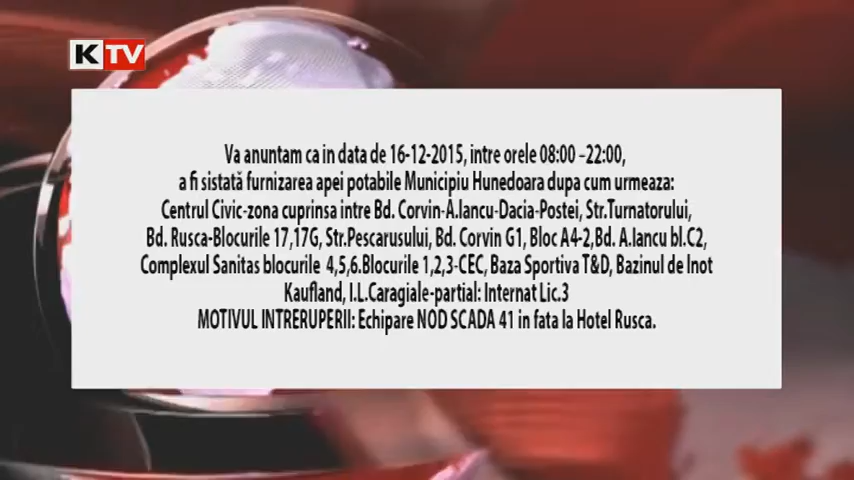 KTV
Va anuntam ca in data de 16-12-2015, intre orele 08:00 –22:00,
a fi sistată furnizarea apei potabile Municipiu Hunedoara dupa cum urmeaza:
Centrul Civic-zona cuprinsa intre Bd. Corvin-A.Iancu-Dacia-Postei, Str.Turnatorului,
Bd. Rusca-Blocurile 17,17G, Str.Pescarusului, Bd. Corvin G1, Bloc A4-2,Bd. A.Iancu bl.C2,
Complexul Sanitas blocurile 4,5,6.Blocurile 1,2,3-CEC, Baza Sportiva T&D, Bazinul de Inot
Kaufland, I.L.Caragiale-partial: Internat Lic.3
MOTIVUL INTRERUPERII: Echipare NOD SCADA 41 in fata la Hotel Rusca.